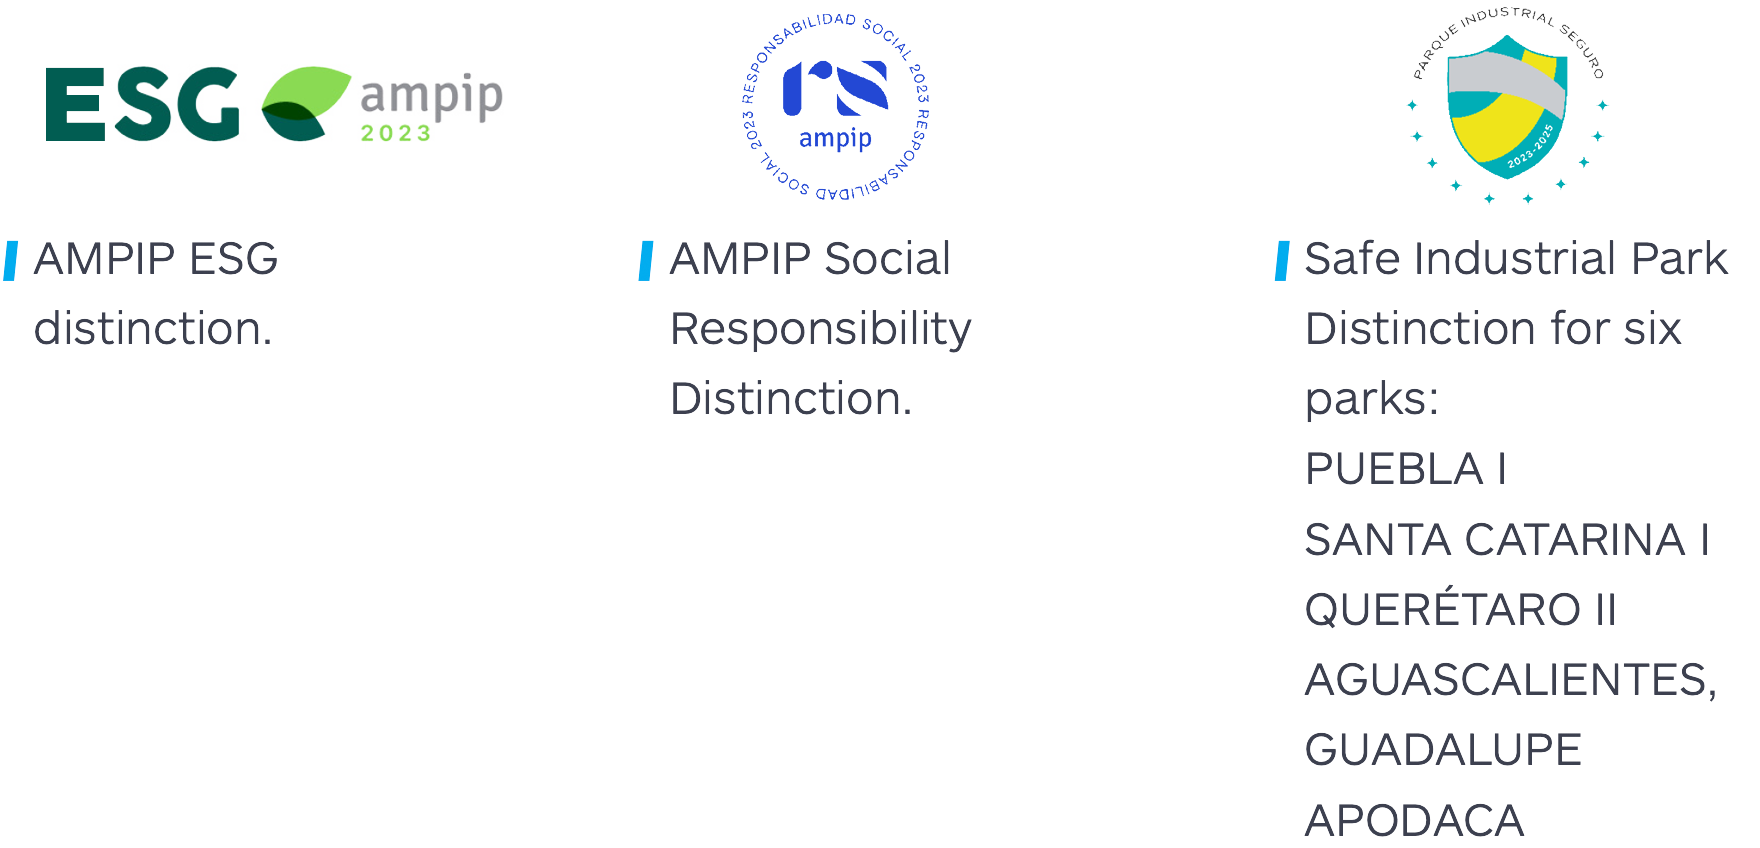 ESG ampip
2023
RESPONSABILIDAD SOCIAL 2023 RESPONSABILIDAD SOCIAL 2023
rs
ampip
PARQUE INDUSTRIAL SEGURO
2023-2025
AMPIP ESG
distinction.
AMPIP Social
Responsibility
Distinction.
Safe Industrial Park
Distinction for six
parks:
PUEBLA I
SANTA CATARINA I
QUERÉTARO II
AGUASCALIENTES,
GUADALUPE
APODACA